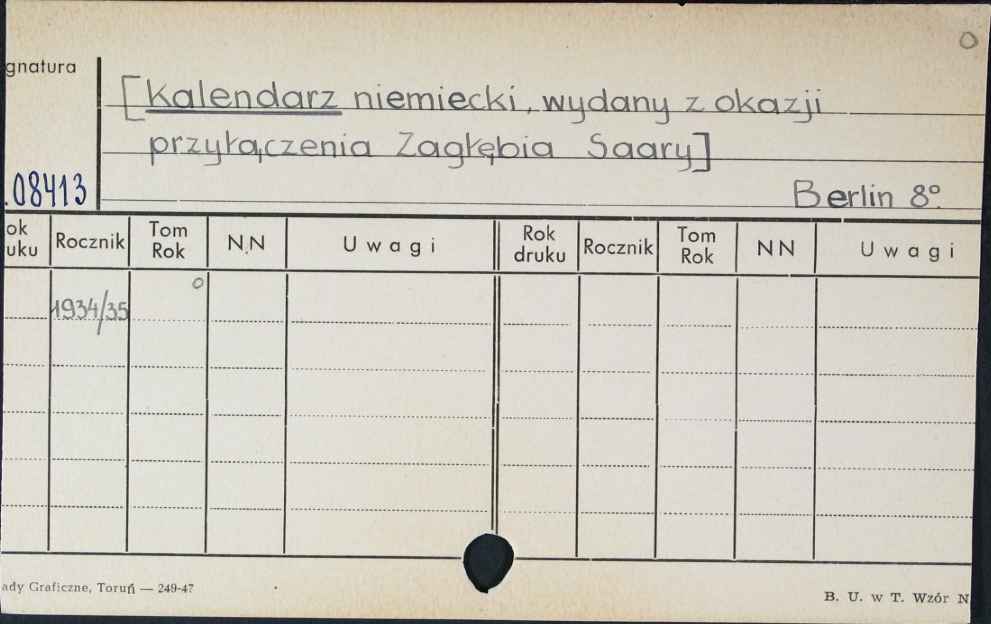 gnatura
[Kalendarz niemiecki, wydany z okazji
przyłączenia Zagłębia Saary]
.08413
Berlin 8°.
ok uku Rocznik Tom Rok N.N Uwagi Rok druku Rocznik Tom Rok NN Uwagi
1934/35
ady Graficzne, Toruń — 249-47
B. U. w T. Wzór N